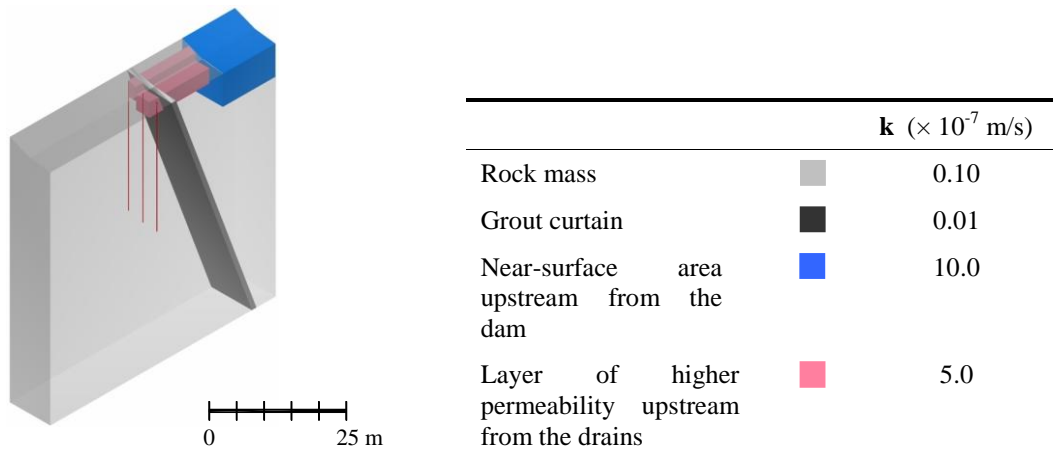 k (× 10-7 m/s)
Rock mass 0.10
Grout curtain 0.01
Near-surface area 10.0
upstream from the
dam
Layer of higher 5.0
permeability upstream
from the drains
0 25 m